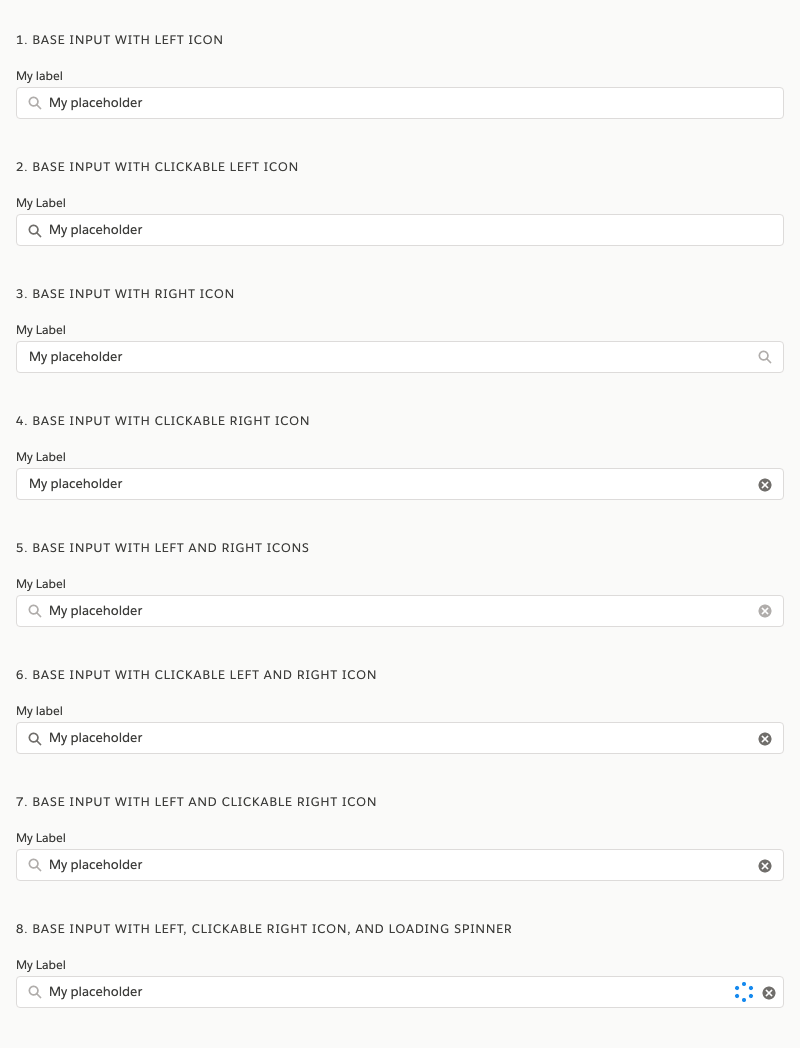 1. BASE INPUT WITH LEFT ICON
My label
My placeholder
2. BASE INPUT WITH CLICKABLE LEFT ICON
My Label
My placeholder
3. BASE INPUT WITH RIGHT ICON
My Label
My placeholder
4. BASE INPUT WITH CLICKABLE RIGHT ICON
My Label
My placeholder
5. BASE INPUT WITH LEFT AND RIGHT ICONS
My Label
My placeholder
6. BASE INPUT WITH CLICKABLE LEFT AND RIGHT ICON
My label
My placeholder
7. BASE INPUT WITH LEFT AND CLICKABLE RIGHT ICON
My Label
My placeholder
8. BASE INPUT WITH LEFT, CLICKABLE RIGHT ICON, AND LOADING SPINNER
My Label
My placeholder